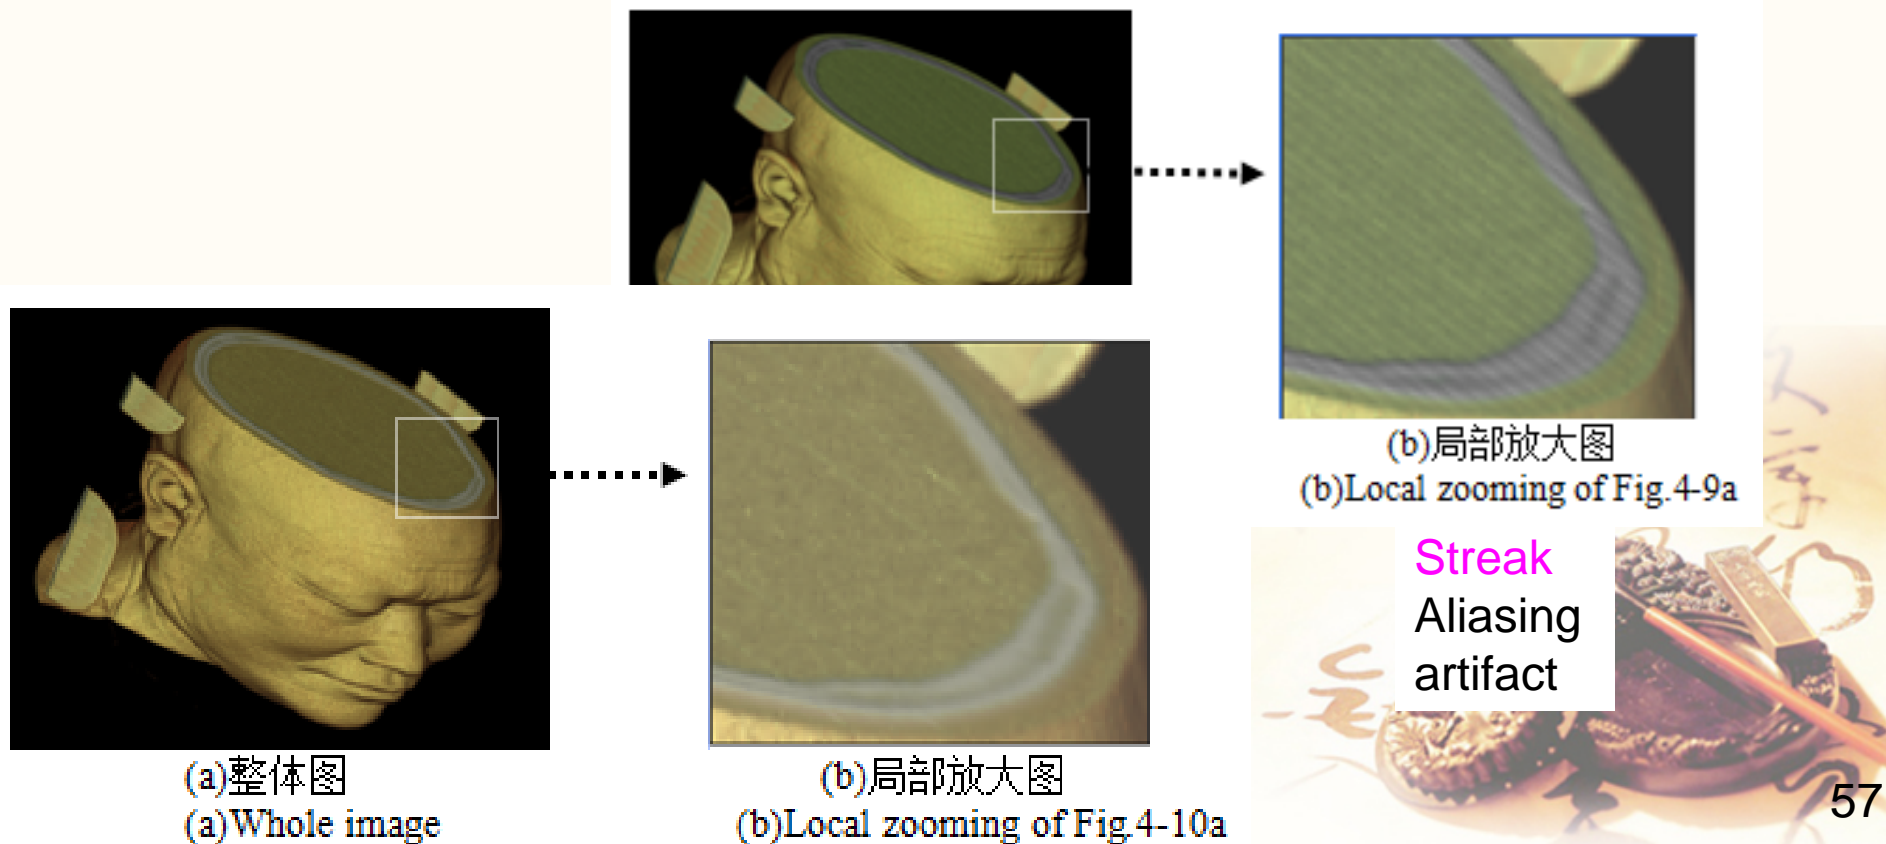 (b)局部放大图
(b)Local zooming of Fig.4-9a
Streak
Aliasing
artifact
(a)整体图
(a)Whole image
(b)局部放大图
(b)Local zooming of Fig.4-10a
57